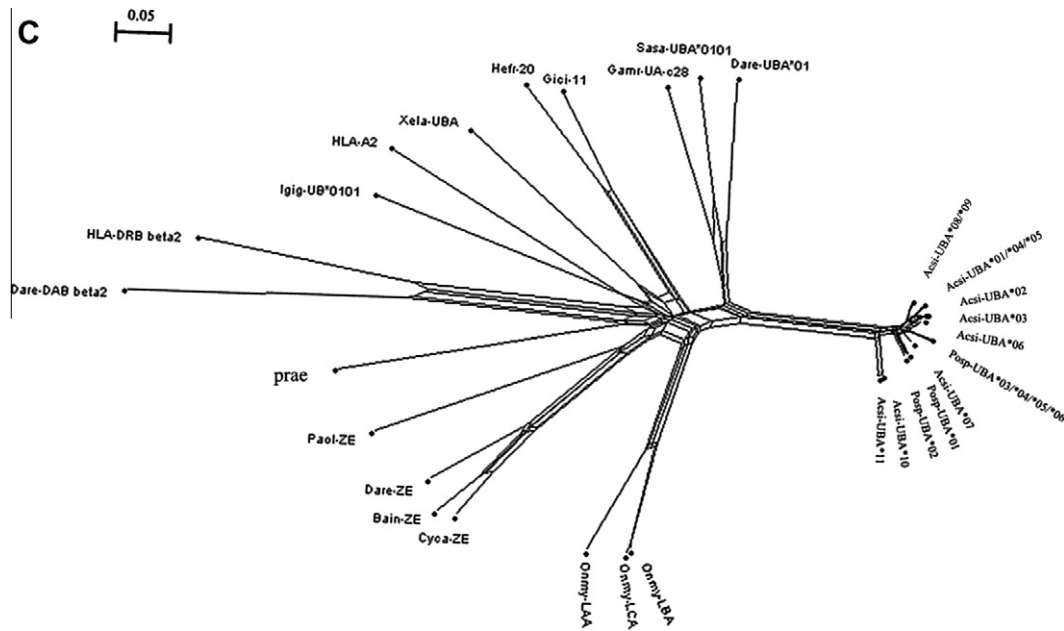 C
0.05
Sasa-UBA*0101
Hefr-20
Gici-11
Gamr-UA-c28
Dare-UBA*01
Xela-UBA
HLA-A2
Igig-UB*0101
HLA-DRB beta2
Dare-DAB beta2
prae
Paol-ZE
Dare-ZE
Bain-ZE
Cyca-ZE
Onmy-LAA
Onmy-LCA
Onmy-LBA
Acsi-UBA*08/*09
Acsi-UBA*01/*04/*05
Acsi-UBA*02
Acsi-UBA*03
Acsi-UBA*06
Posp-UBA*03/*04/*05/*06
Acsi-UBA*07
Posp-UBA*01
Posp-UBA*02
Acsi-UBA*10
Acsi-UBA*11